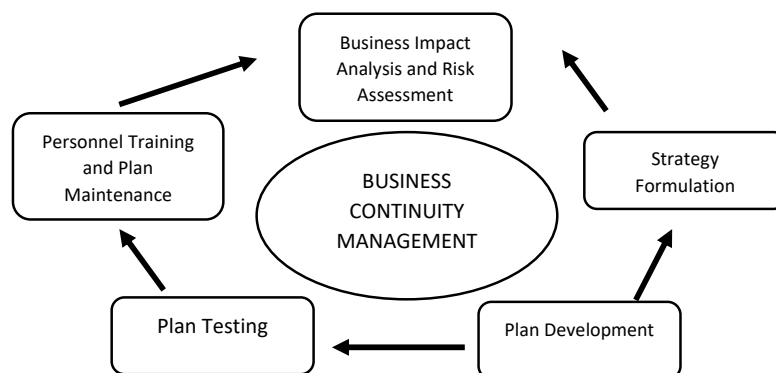 Business Impact
Analysis and Risk
Assessment
Personnel Training
and Plan
Maintenance
BUSINESS
CONTINUITY
MANAGEMENT
Strategy
Formulation
Plan Testing
Plan Development